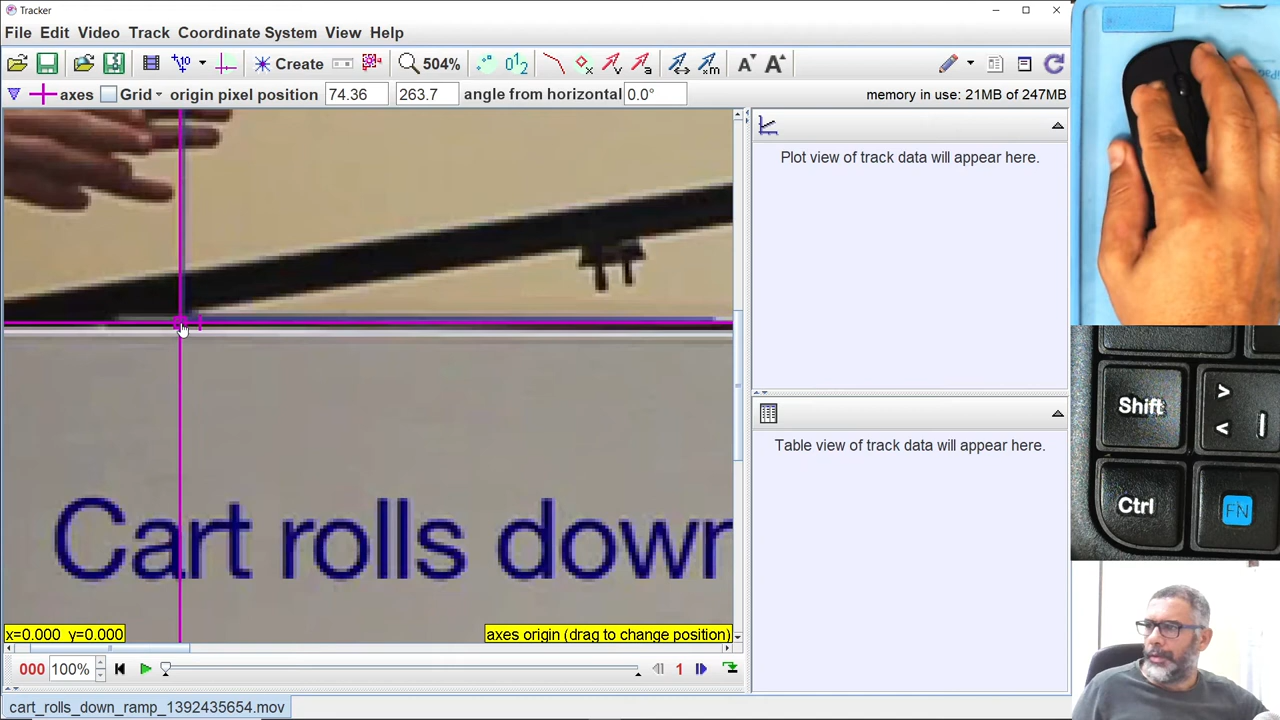 Tracker
File Edit Video Track Coordinate System View Help
Create 504%
axes Grid origin pixel position 74.36 263.7 angle from horizontal 0.0° memory in use: 21MB of 247MB
Plot view of track data will appear here.
Table view of track data will appear here.
Cart rolls down
x=0.000 y=0.000
axes origin (drag to change position)
000 100% 1
cart_rolls_down_ramp_1392435654.mov
Shift
>
<
|
Ctrl
FN